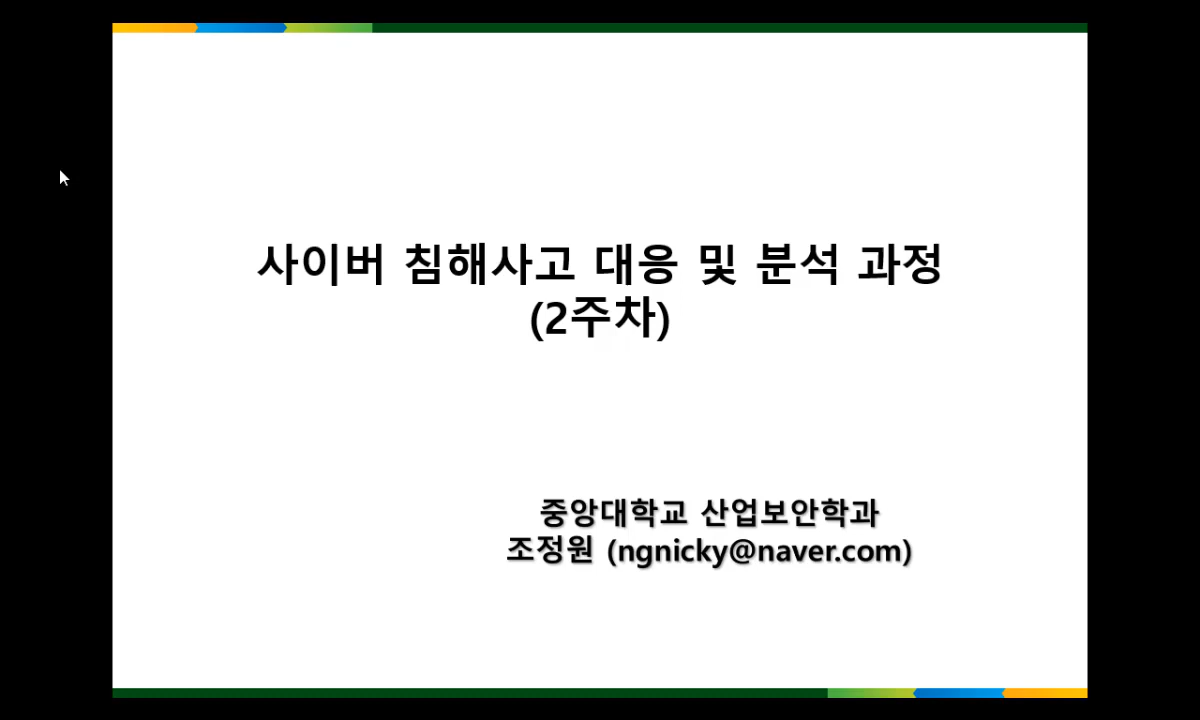 사이버 침해사고 대응 및 분석 과정
(2주차)
중앙대학교 산업보안학과
조정원 (ngnicky@naver.com)